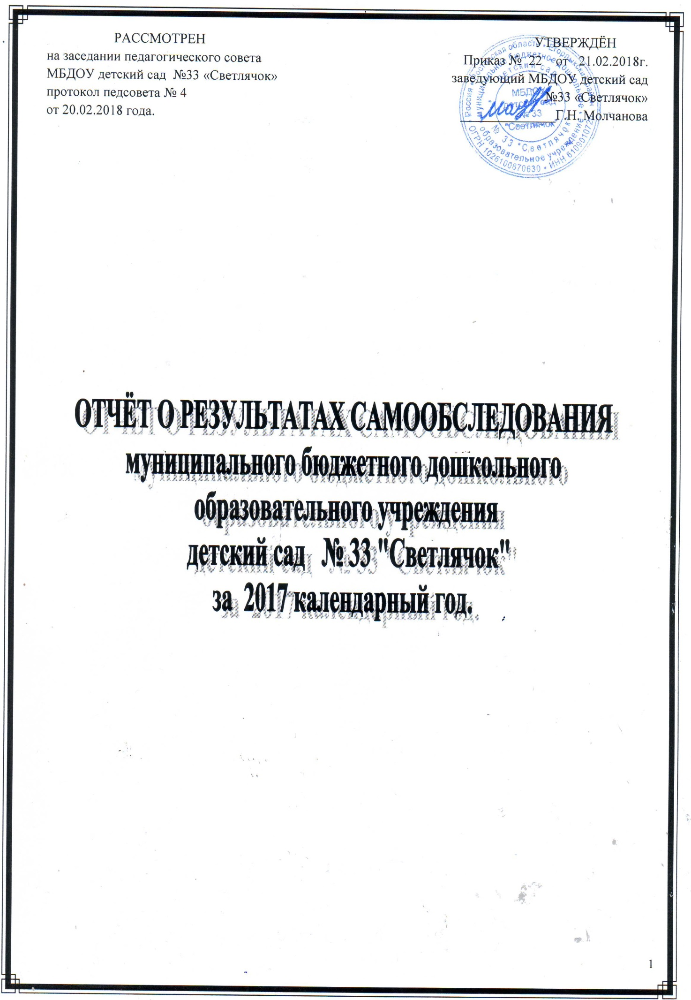 РАССМОТРЕН
на заседании педагогического совета
МБДОУ детский сад №33 «Светлячок»
протокол педсовета № 4
от 20.02.2018 года.
УТВЕРЖДЁН
Приказ № 22 от 21.02.2018г.
заведующий МБДОУ детский сад
№33 «Светлячок»
Г.Н. Молчанова
Россия * Ростовская область * Егорлыкский район
* ОГРН 1026100870630 * ИНН
муниципальное бюджетное дошкольное
образовательное учреждение
детский сад
№ 33 "Светлячок"
МБДОУ
детский сад
№ 33
"Светлячок"
ОТЧЁТ О РЕЗУЛЬТАТАХ САМООБСЛЕДОВАНИЯ
муниципального бюджетного дошкольного
образовательного учреждения
детский сад № 33 "Светлячок"
за 2017 календарный год.
1